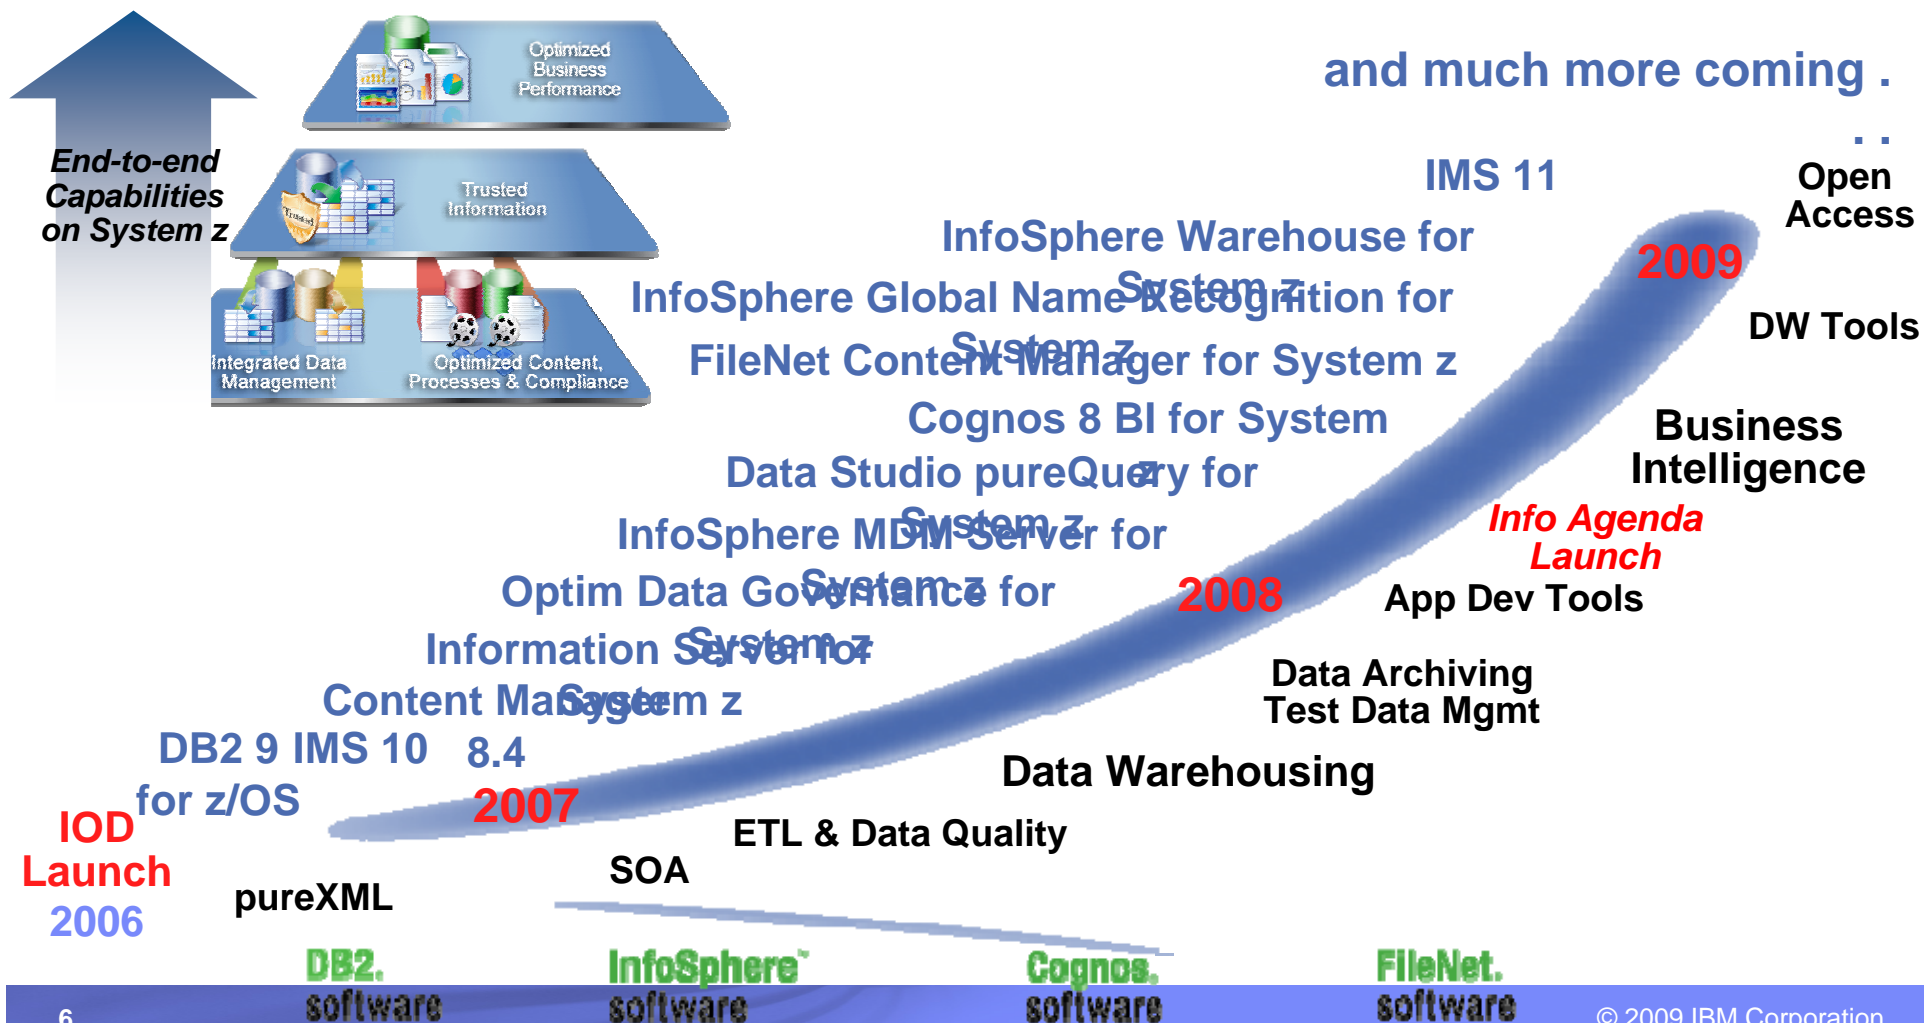 Optimized
Business
Performance
and much more coming .
. .
End-to-end
Capabilities
on System z
Trusted
Trusted
Information
IMS 11
Open
Access
InfoSphere Warehouse for
System z
2009
InfoSphere Global Name Recognition for
System z
DW Tools
FileNet Content Manager for System z
Integrated Data
Management
Optimized Content,
Processes & Compliance
Cognos 8 BI for System
z
Business
Intelligence
Data Studio pureQuery for
System z
Info Agenda
Launch
InfoSphere MDM Server for
System z
Optim Data Governance for
System z
2008
App Dev Tools
Information Server for
System z
Data Archiving
Test Data Mgmt
Content Manager
8.4
DB2 9
for z/OS
IMS 10
Data Warehousing
2007
IOD
Launch
2006
ETL & Data Quality
SOA
pureXML
DB2.
software
InfoSphere™
software
Cognos.
software
FileNet.
software
6
© 2009 IBM Corporation